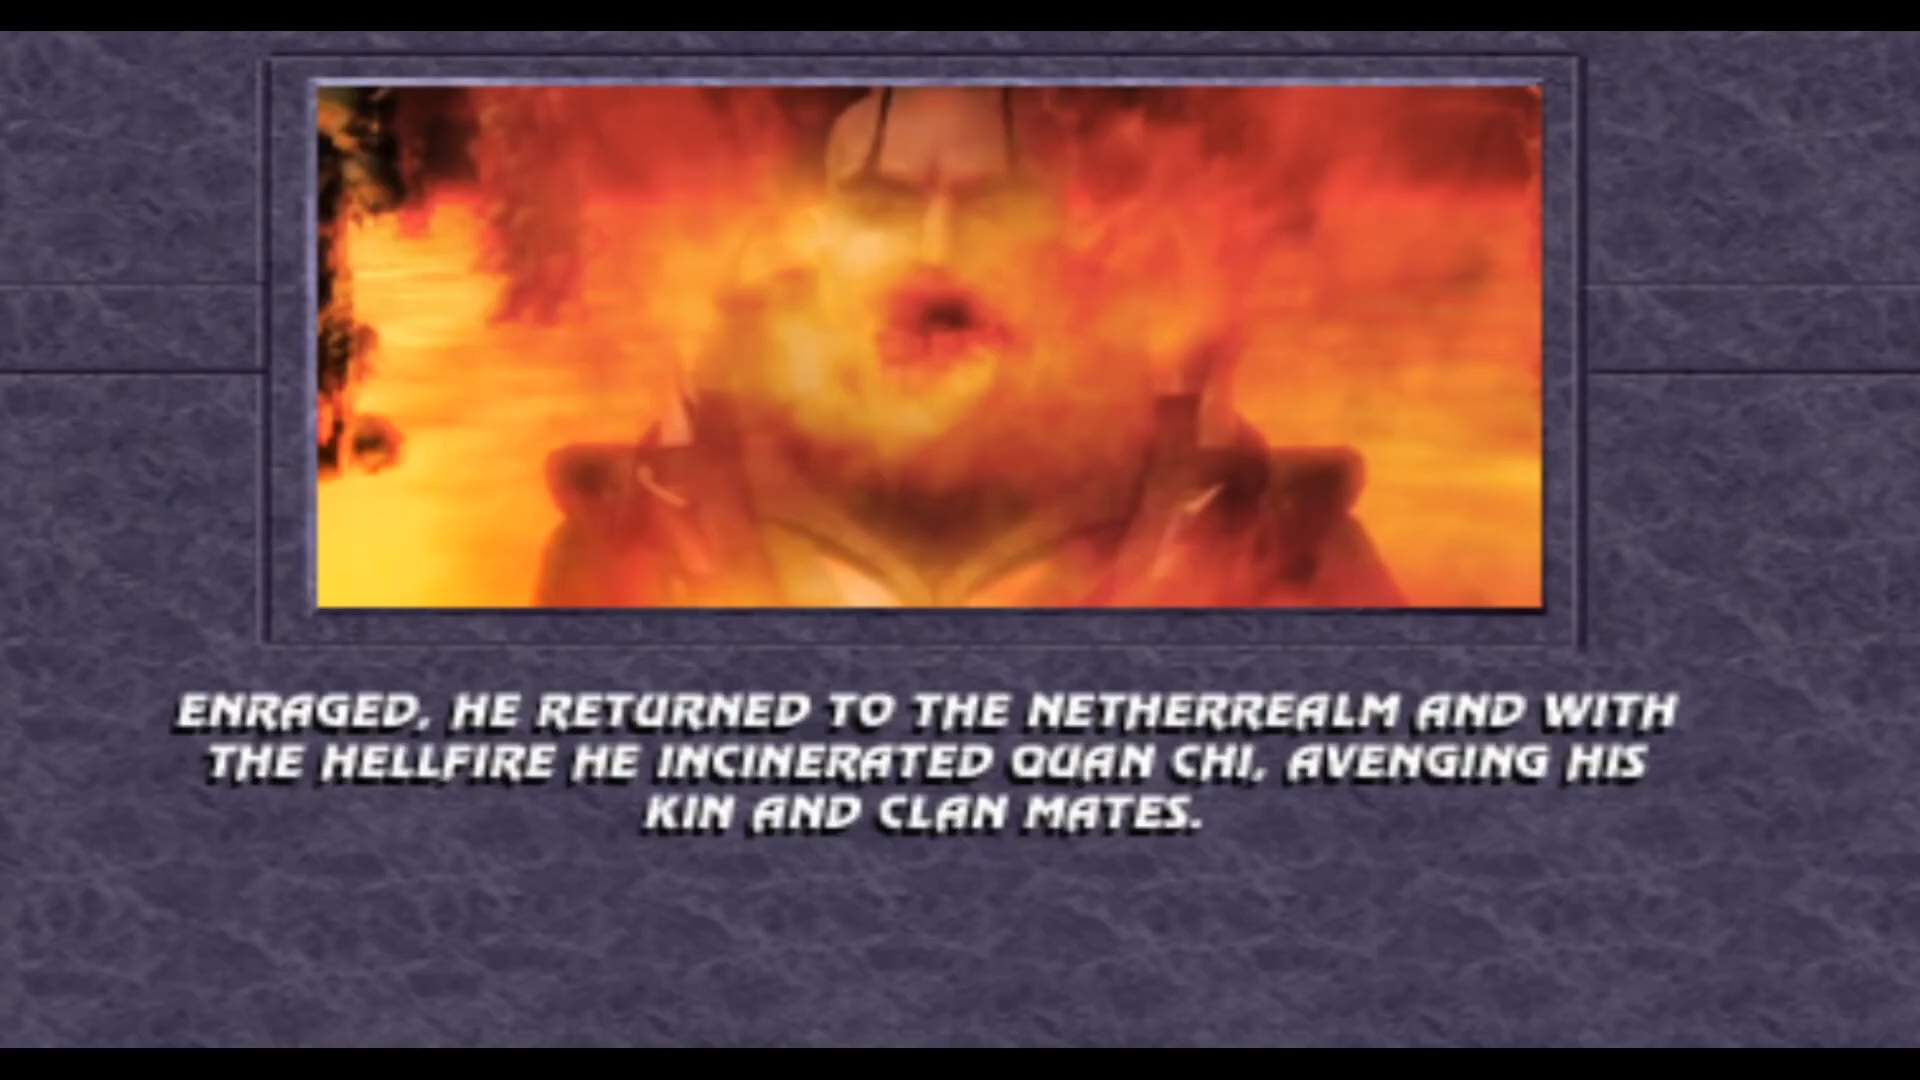 ENRAGED, HE RETURNED TO THE NETHERREALM AND WITH
THE HELLFIRE HE INCINERATED QUAN CHI, AVENGING HIS
KIN AND CLAN MATES.